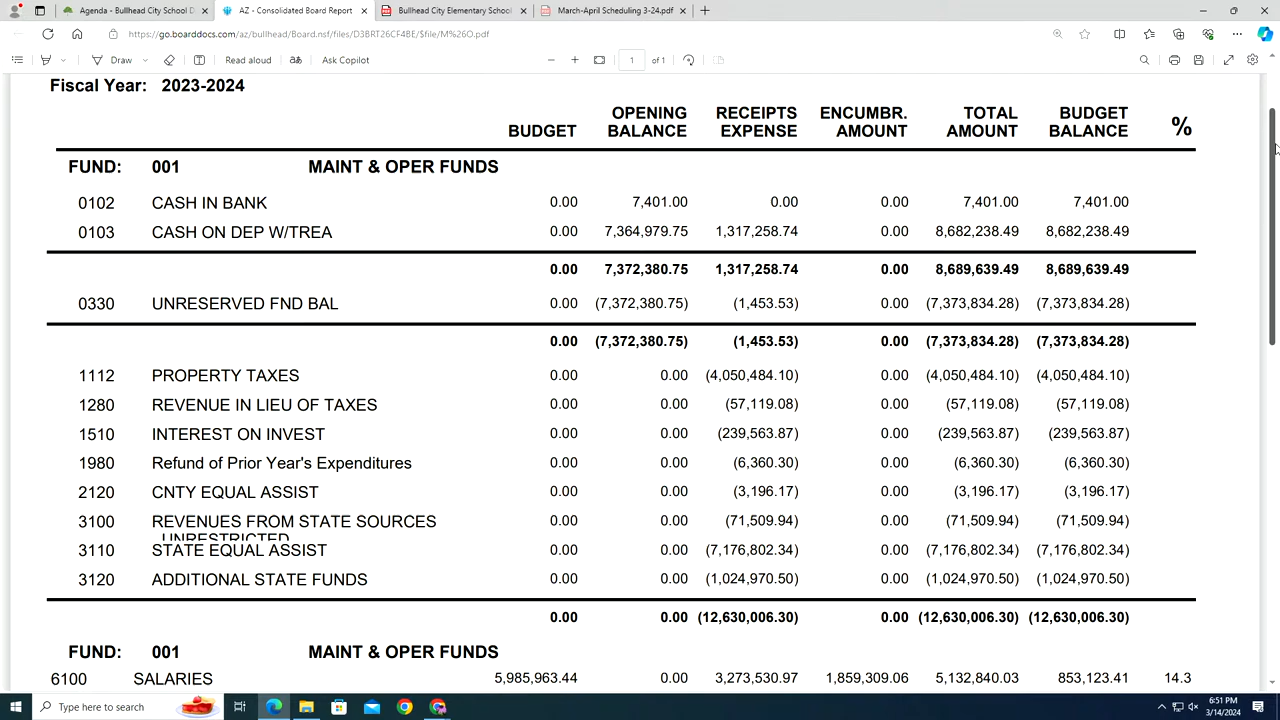 Agenda - Bullhead City School D
AZ - Consolidated Board Report
Bullhead City Elementary School
March-April Scheduling 3-24.pdf
https://go.boarddocs.com/az/bullhead/Board.nsf/files/D3BRT26CF4BE/$file/M%26O.pdf
Draw
Read aloud
Ask Copilot
1 of 1
Fiscal Year: 2023-2024
BUDGET OPENING BALANCE RECEIPTS EXPENSE ENCUMBR. AMOUNT TOTAL AMOUNT BUDGET BALANCE %
FUND: 001 MAINT & OPER FUNDS
0102 CASH IN BANK 0.00 7,401.00 0.00 0.00 7,401.00 7,401.00
0103 CASH ON DEP W/TREA 0.00 7,364,979.75 1,317,258.74 0.00 8,682,238.49 8,682,238.49
0.00 7,372,380.75 1,317,258.74 0.00 8,689,639.49 8,689,639.49
0330 UNRESERVED FND BAL 0.00 (7,372,380.75) (1,453.53) 0.00 (7,373,834.28) (7,373,834.28)
0.00 (7,372,380.75) (1,453.53) 0.00 (7,373,834.28) (7,373,834.28)
1112 PROPERTY TAXES 0.00 0.00 (4,050,484.10) 0.00 (4,050,484.10) (4,050,484.10)
1280 REVENUE IN LIEU OF TAXES 0.00 0.00 (57,119.08) 0.00 (57,119.08) (57,119.08)
1510 INTEREST ON INVEST 0.00 0.00 (239,563.87) 0.00 (239,563.87) (239,563.87)
1980 Refund of Prior Year's Expenditures 0.00 0.00 (6,360.30) 0.00 (6,360.30) (6,360.30)
2120 CNTY EQUAL ASSIST 0.00 0.00 (3,196.17) 0.00 (3,196.17) (3,196.17)
3100 REVENUES FROM STATE SOURCES 0.00 0.00 (71,509.94) 0.00 (71,509.94) (71,509.94)
UNRESTRICTED
3110 STATE EQUAL ASSIST 0.00 0.00 (7,176,802.34) 0.00 (7,176,802.34) (7,176,802.34)
3120 ADDITIONAL STATE FUNDS 0.00 0.00 (1,024,970.50) 0.00 (1,024,970.50) (1,024,970.50)
0.00 0.00 (12,630,006.30) 0.00 (12,630,006.30) (12,630,006.30)
FUND: 001 MAINT & OPER FUNDS
6100 SALARIES 5,985,963.44 0.00 3,273,530.97 1,859,309.06 5,132,840.03 853,123.41 14.3
Type here to search
6:51 PM
3/14/2024